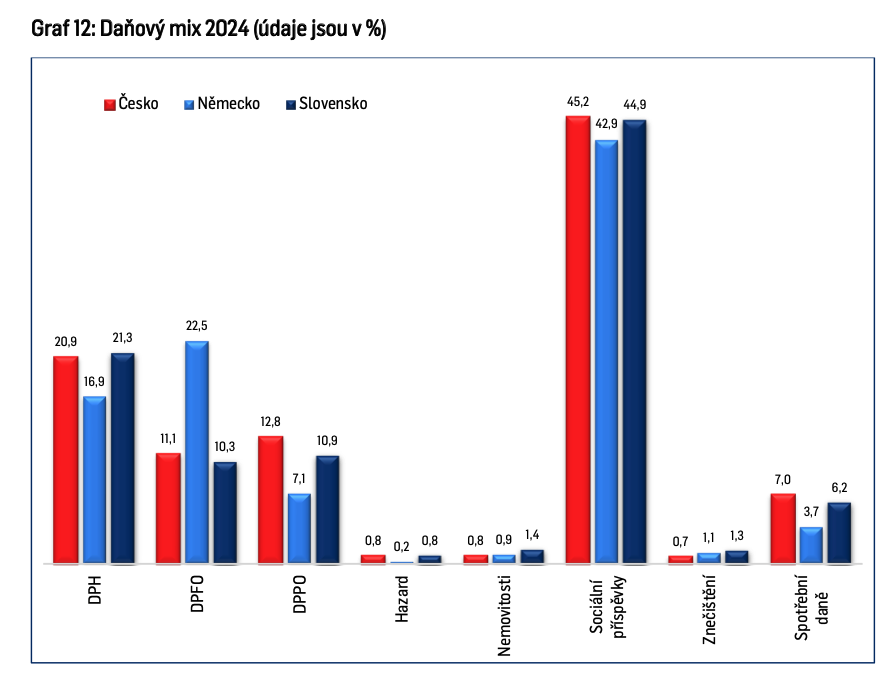 Graf 12: Daňový mix 2024 (údaje jsou v %)
Česko Německo Slovensko
45,2 42,9 44,9
20,9 16,9 21,3
11,1 22,5 10,3
12,8 7,1 10,9
0,8 0,2 0,8
0,8 0,9 1,4
0,7 1,1 1,3
7,0 3,7 6,2
DPH
DPFO
DPPO
Hazard
Nemovitosti
Sociální
příspěvky
Znečištění
Spotřební
daně